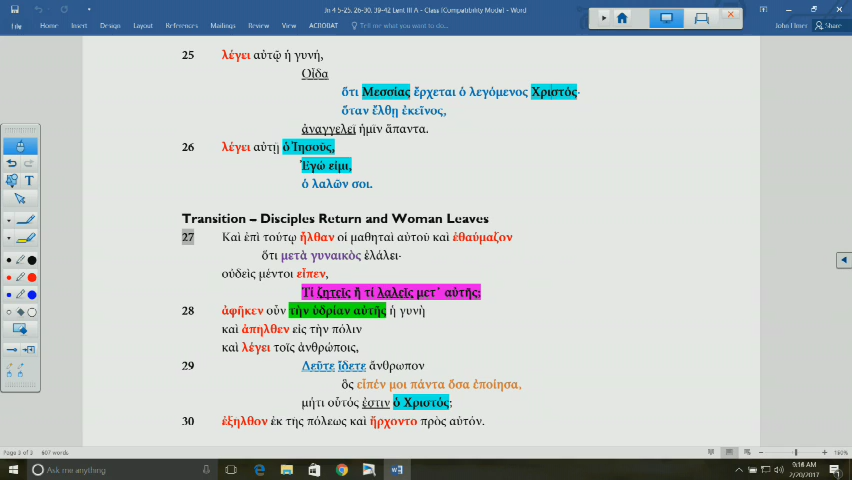 Jn 4 5-25, 26-30, 39-42 Lent III A - Class [Compatibility Mode] - Word
File Home Insert Design Layout References Mailings Review View ACROBAT Tell me what you want to do... John Elmer Share
25 λέγει αὐτῷ ἡ γυνή,
Οἶδα
ὅτι Μεσσίας ἔρχεται ὁ λεγόμενος Χριστός·
ὅταν ἔλθῃ ἐκεῖνος,
ἀναγγελεῖ ἡμῖν ἅπαντα.
26 λέγει αὐτῇ ὁ Ἰησοῦς,
Ἐγώ εἰμι,
ὁ λαλῶν σοι.
Transition – Disciples Return and Woman Leaves
27 Καὶ ἐπὶ τούτῳ ἦλθαν οἱ μαθηταὶ αὐτοῦ καὶ ἐθαύμαζον
ὅτι μετὰ γυναικὸς ἐλάλει·
οὐδεὶς μέντοι εἶπεν,
Τί ζητεῖς ἢ τί λαλεῖς μετ᾽ αὐτῆς;
28 ἀφῆκεν οὖν τὴν ὑδρίαν αὐτῆς ἡ γυνὴ
καὶ ἀπῆλθεν εἰς τὴν πόλιν
καὶ λέγει τοῖς ἀνθρώποις,
29 Δεῦτε ἴδετε ἄνθρωπον
ὃς εἶπέν μοι πάντα ὅσα ἐποίησα,
μήτι οὗτός ἐστιν ὁ Χριστός;
30 ἐξῆλθον ἐκ τῆς πόλεως καὶ ἤρχοντο πρὸς αὐτόν.
Page 3 of 3 607 words 160%
Ask me anything
9:16 AM
2/20/2017